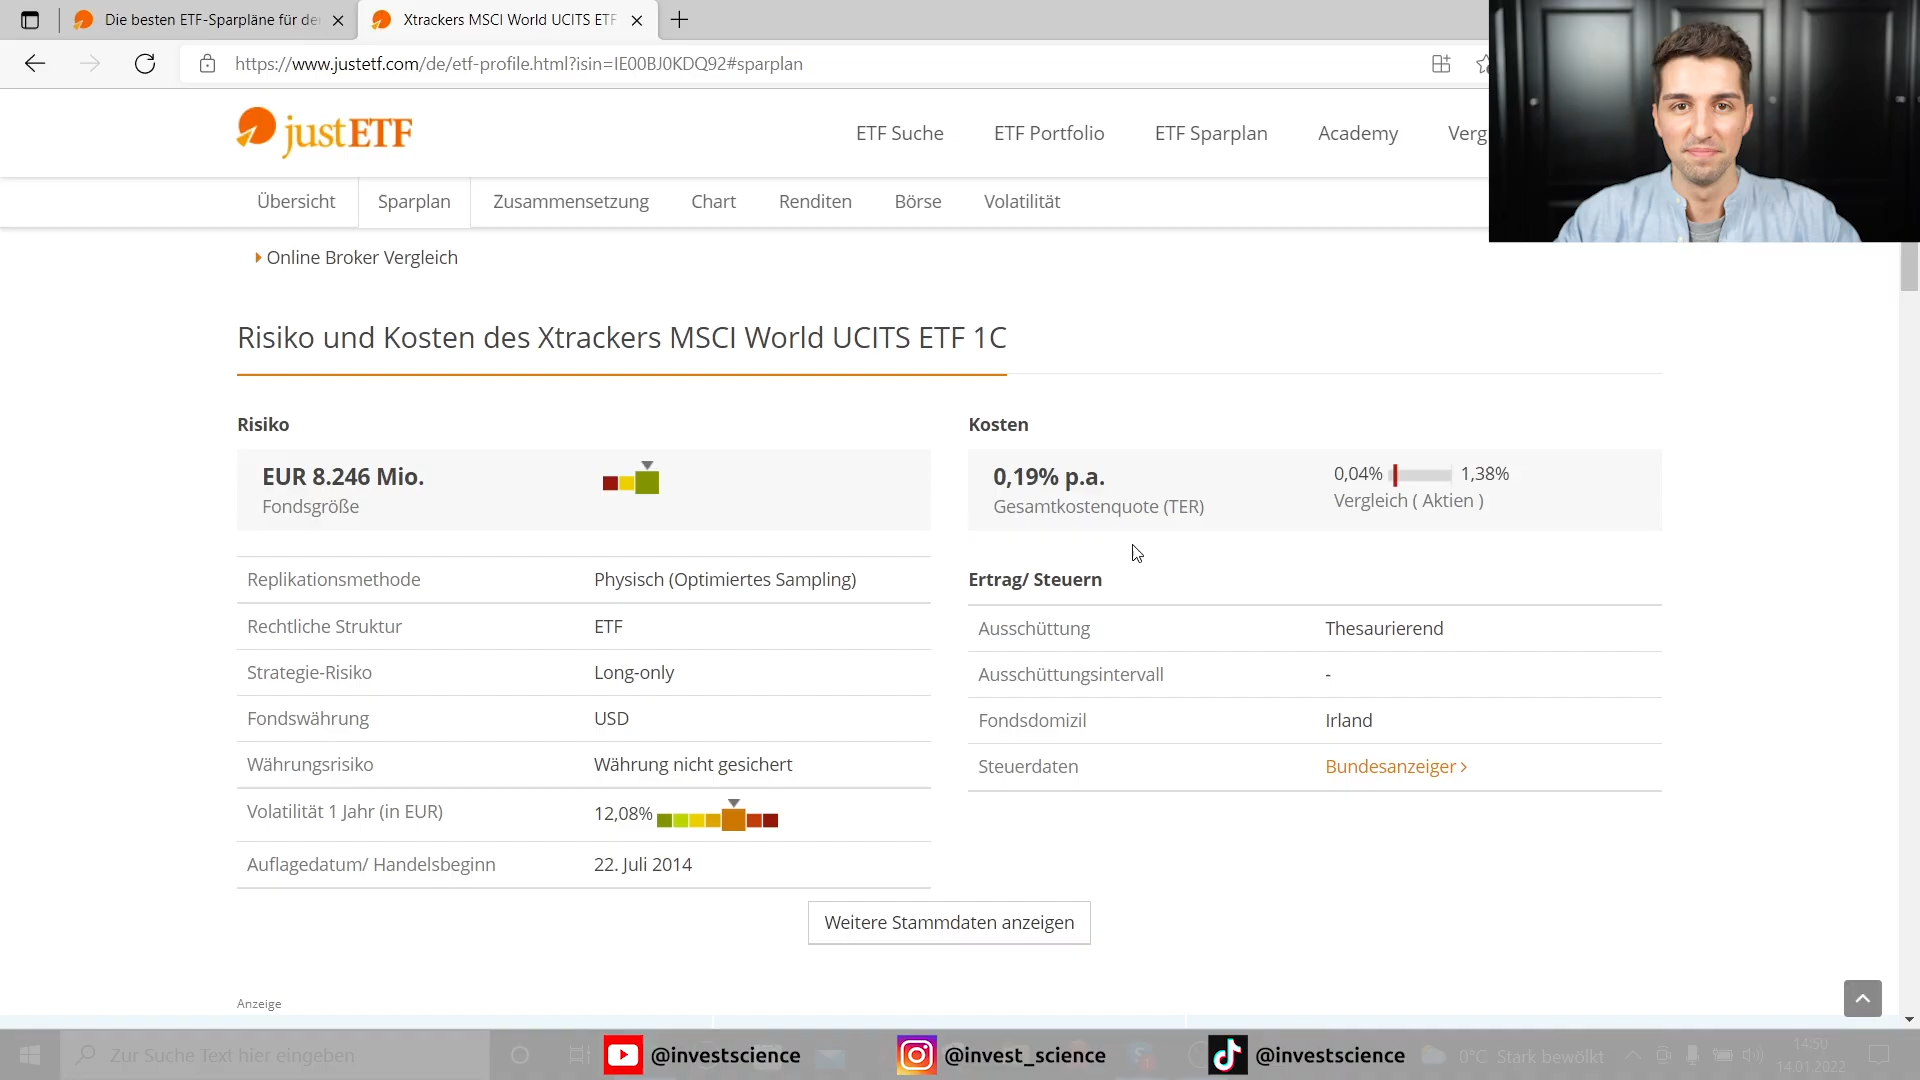 Die besten ETF-Sparpläne für de
Xtrackers MSCI World UCITS ETF
https://www.justetf.com/de/etf-profile.html?isin=IE00BJ0KDQ92#sparplan
justETF
ETF Suche
ETF Portfolio
ETF Sparplan
Academy
Verg
Übersicht
Sparplan
Zusammensetzung
Chart
Renditen
Börse
Volatilität
Online Broker Vergleich
Risiko und Kosten des Xtrackers MSCI World UCITS ETF 1C
Risiko
EUR 8.246 Mio.
Fondsgröße
Replikationsmethode Physisch (Optimiertes Sampling)
Rechtliche Struktur ETF
Strategie-Risiko Long-only
Fondswährung USD
Währungsrisiko Währung nicht gesichert
Volatilität 1 Jahr (in EUR) 12,08%
Auflagedatum/ Handelsbeginn 22. Juli 2014
Kosten
0,19% p.a.
Gesamtkostenquote (TER)
0,04% 1,38%
Vergleich ( Aktien )
Ertrag/ Steuern
Ausschüttung Thesaurierend
Ausschüttungsintervall -
Fondsdomizil Irland
Steuerdaten Bundesanzeiger >
Weitere Stammdaten anzeigen
Anzeige
Zur Suche Text hier eingeben
@investscience
@invest_science
@investscience
0°C Stark bewölkt
14:50
14.01.2022